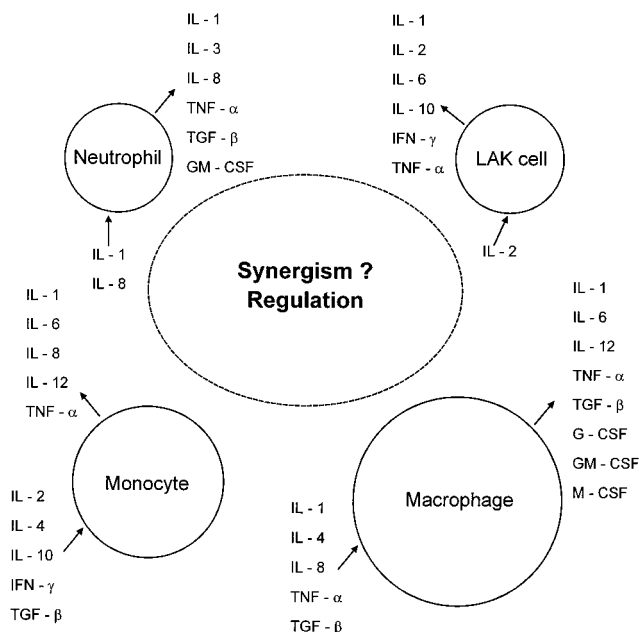 IL - 1
IL - 3
IL - 8
TNF - α
TGF - β
GM - CSF
Neutrophil
IL - 1
IL - 8
IL - 1
IL - 2
IL - 6
IL - 10
IFN - γ
TNF - α
LAK cell
IL - 2
Synergism ?
Regulation
IL - 1
IL - 6
IL - 8
IL - 12
TNF - α
Monocyte
IL - 2
IL - 4
IL - 10
IFN - γ
TGF - β
IL - 1
IL - 6
IL - 12
TNF - α
TGF - β
G - CSF
GM - CSF
M - CSF
Macrophage
IL - 1
IL - 4
IL - 8
TNF - α
TGF - β